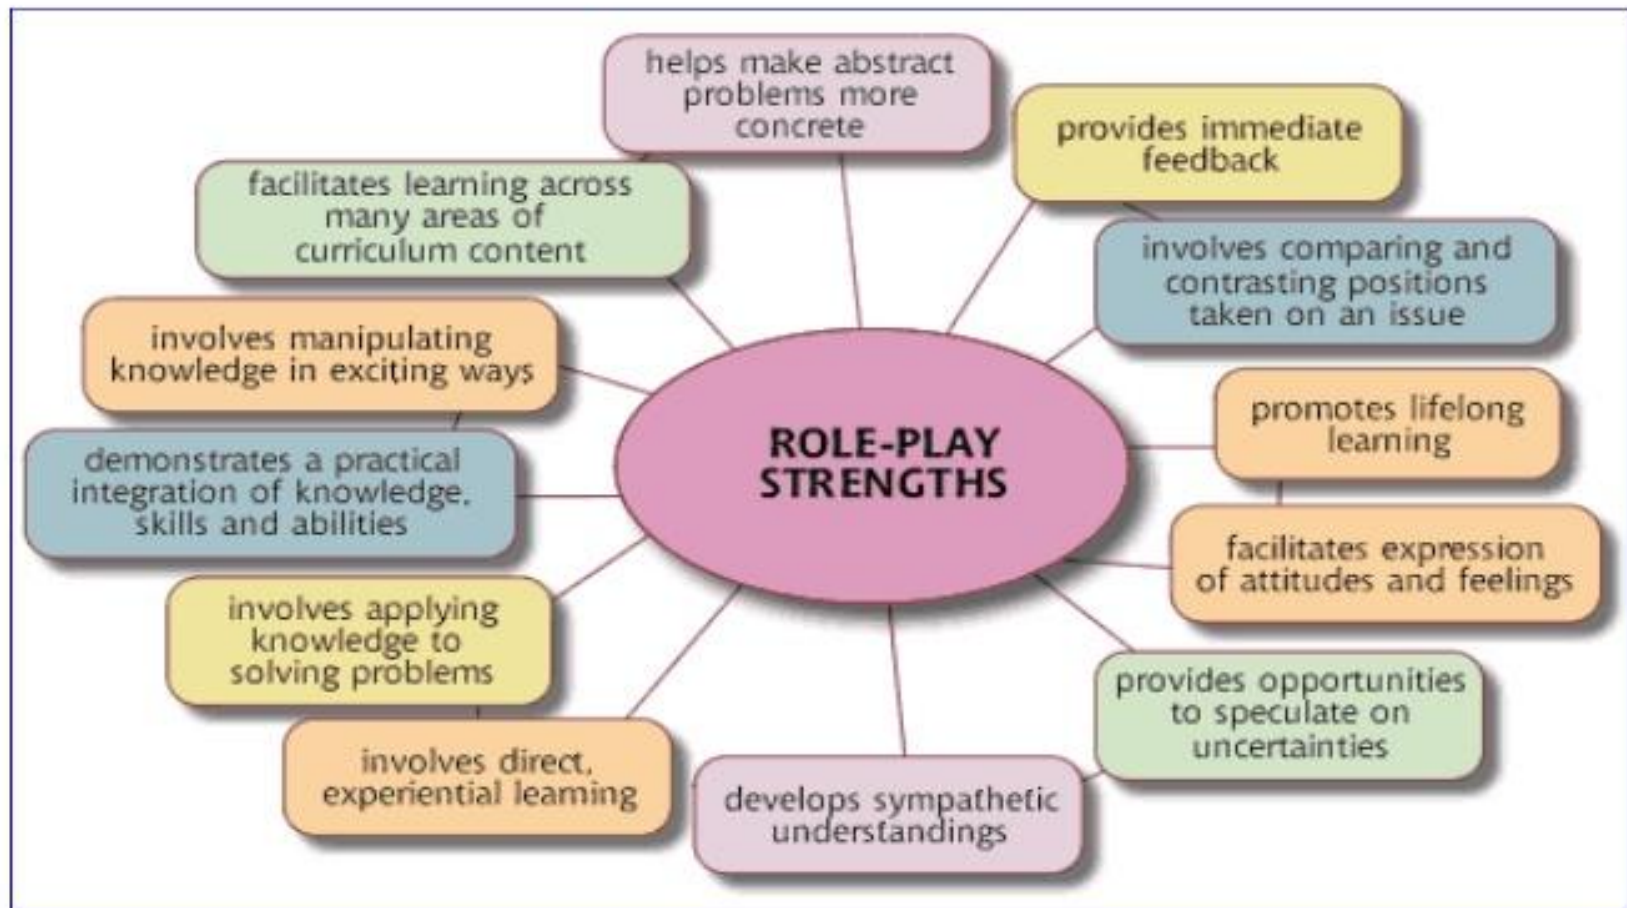 helps make abstract
problems more
concrete
provides immediate
feedback
involves comparing and
contrasting positions
taken on an issue
promotes lifelong
learning
facilitates expression
of attitudes and feelings
provides opportunities
to speculate on
uncertainties
develops sympathetic
understandings
involves direct,
experiential learning
involves applying
knowledge to
solving problems
demonstrates a practical
integration of knowledge,
skills and abilities
involves manipulating
knowledge in exciting ways
facilitates learning across
many areas of
curriculum content
ROLE-PLAY
STRENGTHS